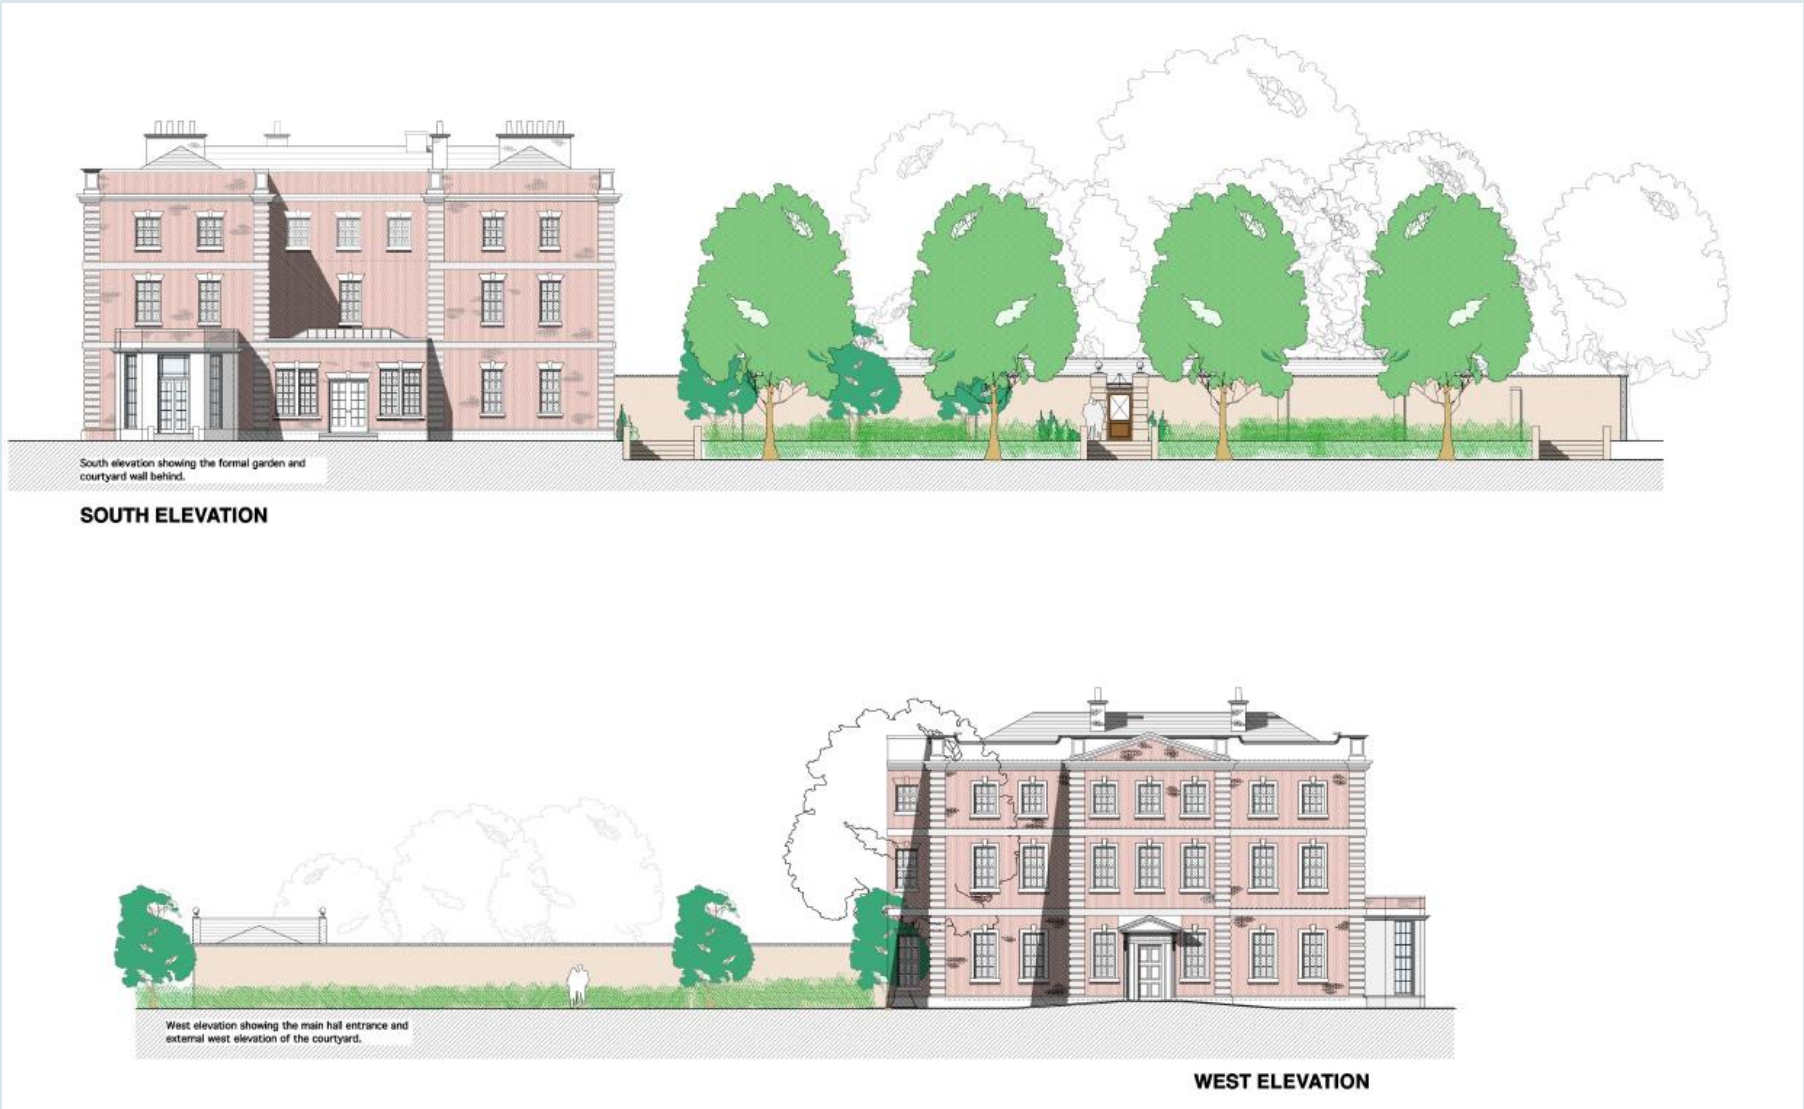 South elevation showing the formal garden and
courtyard wall behind.
SOUTH ELEVATION
West elevation showing the main hall entrance and
external west elevation of the courtyard.
WEST ELEVATION